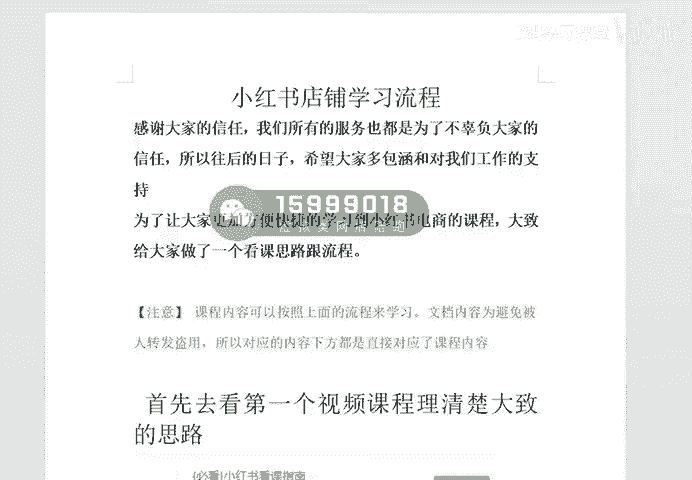 小红书店铺学习流程
感谢大家的信任，我们所有的服务也都是为了不辜负大家的
信任，所以往后的日子，希望大家多包涵和对我们工作的支
持
15999018
为了让大家更加方便快捷的学习到小红书电商的课程，大致
给大家做了一个看课思路跟流程。
【注意】 课程内容可以按照上面的流程来学习。文档内容为避免被
人转发盗用，所以对应的内容下方都是直接对应了课程内容
首先去看第一个视频课程理清楚大致
的思路
(必看)小红书看课指南